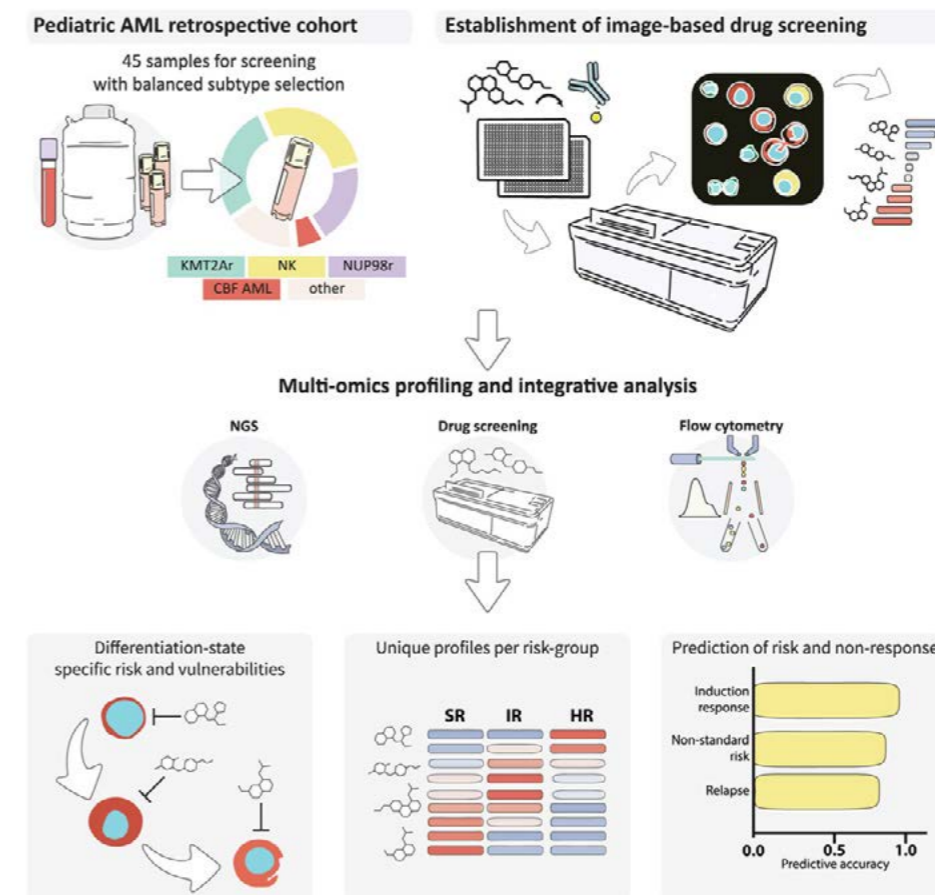 Pediatric AML retrospective cohort
45 samples for screening
with balanced subtype selection
KMT2Ar
NK
NUP98r
CBF AML
other
Establishment of image-based drug screening
Multi-omics profiling and integrative analysis
NGS
Drug screening
Flow cytometry
Differentiation-state
specific risk and vulnerabilities
Unique profiles per risk-group
SR IR HR
Prediction of risk and non-response
Induction
response
Non-standard
risk
Relapse
0.0 0.5 1.0
Predictive accuracy